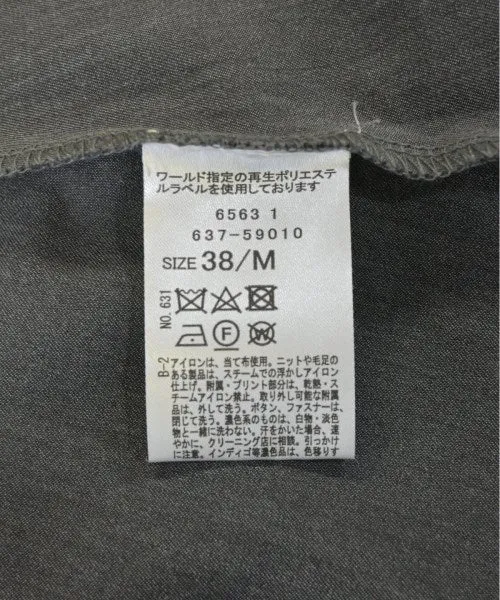 ワールド指定の再生ポリエステ
ルラベルを使用しております
6563 1
637-59010
SIZE 38/M
NO. 631
F
W
B-2
アイロンは、当て布使用。ニットや毛足の
ある製品は、スチームでの浮かしアイロン
仕上げ。附属・プリント部分は、乾熱・ス
チームアイロン禁止。取り外し可能な附属
品は、外して洗う。ボタン、ファスナーは、
閉じて洗う。濃色系のものは、白物・淡色
物と一緒に洗わない。汗をかいた場合、速
やかに、クリーニング店に相談。引っかけ
に注意。インディゴ等濃色品は、色移りす